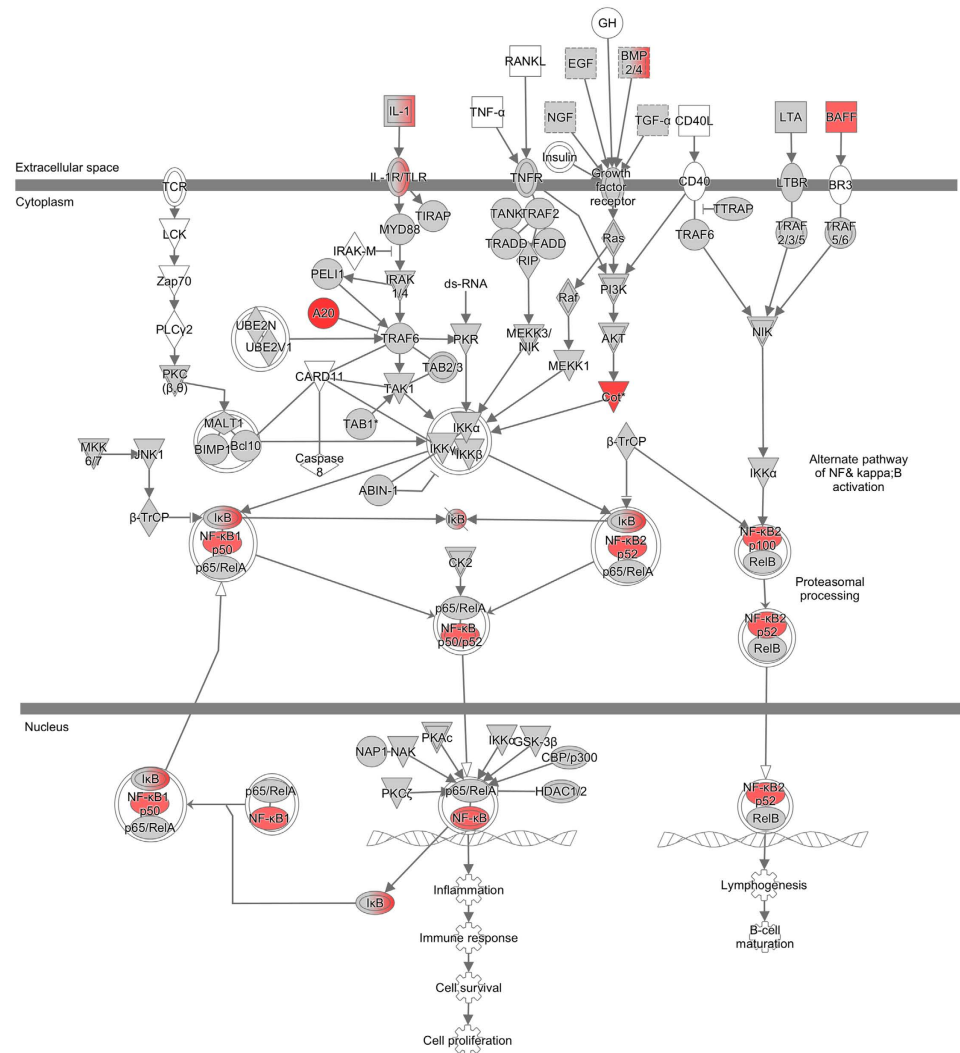 GH
RANKL
EGF
BMP
2/4
IL-1
TNF-α
NGF
TGF-α
CD40L
LTA
BAFF
Insulin
Extracellular space
Cytoplasm
TCR
IL-1R/TLR
TNFR
Growth
factor
receptor
CD40
LTBR
BR3
LCK
MYD88
TIRAP
TANK
TRAF2
TRADD
FADD
RIP
Ras
TTRAP
TRAF6
TRAF
2/3/5
TRAF
5/6
IRAK-M
Zap70
PELI1
IRAK
1/4
ds-RNA
Raf
PI3K
A20
PLCγ2
UBE2N
UBE2V1
TRAF6
PKR
MEKK3/
NIK
AKT
NIK
PKC
(β,θ)
CARD11
TAB2/3
TAK1
MEKK1
Cot*
TAB1*
MALT1
BIMP1
Bcl10
IKKα
IKKγ
IKKβ
β-TrCP
MKK
6/7
JNK1
Caspase
8
ABIN-1
IKKα
Alternate pathway
of NF& kappa;B
activation
β-TrCP
IκB
NF-κB1
p50
p65/RelA
IκB
IκB
NF-κB2
p52
p65/RelA
NF-κB2
p100
RelB
CK2
Proteasomal
processing
p65/RelA
NF-κB
p50/p52
NF-κB2
p52
RelB
Nucleus
NAP1
NAK
PKAc
IKKα
GSK-3β
CBP/p300
PKCζ
p65/RelA
HDAC1/2
NF-κB
IκB
NF-κB1
p50
p65/RelA
p65/RelA
NF-κB1
NF-κB2
p52
RelB
IκB
Inflammation
Immune response
Cell survival
Cell proliferation
Lymphogenesis
B-cell
maturation